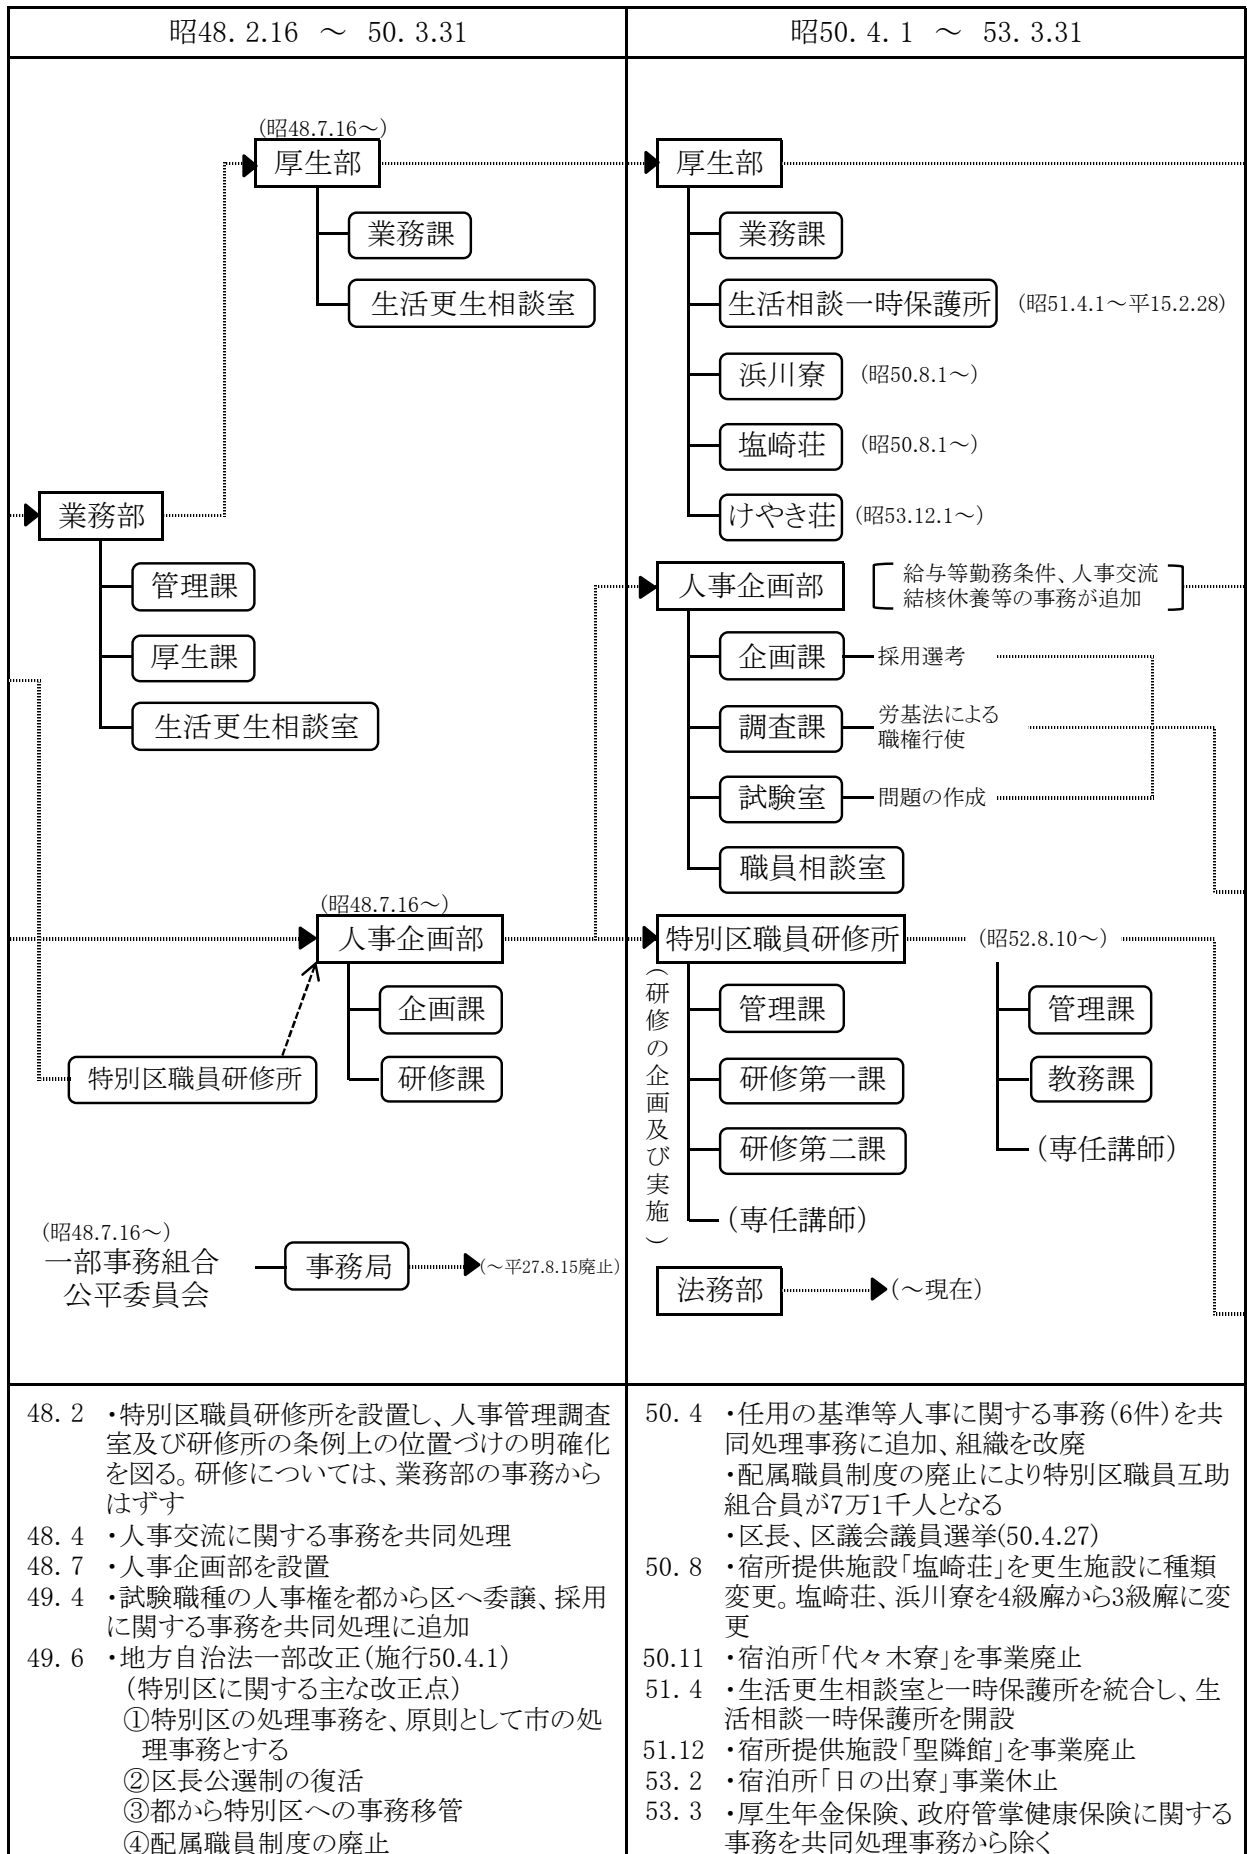 昭48.2.16 ～ 50.3.31
(昭48.7.16～)
厚生部
業務課
生活更生相談室
業務部
管理課
厚生課
生活更生相談室
(昭48.7.16～)
人事企画部
企画課
特別区職員研修所
研修課
(昭48.7.16～)
一部事務組合
公平委員会
事務局
(～平27.8.15廃止)
昭50.4.1 ～ 53.3.31
厚生部
業務課
生活相談一時保護所 (昭51.4.1～平15.2.28)
浜川寮 (昭50.8.1～)
塩崎荘 (昭50.8.1～)
けやき荘 (昭53.12.1～)
人事企画部
給与等勤務条件、人事交流
結核休養等の事務が追加
企画課 採用選考
調査課 労基法による
職権行使
試験室 問題の作成
職員相談室
特別区職員研修所 (昭52.8.10～)
(研修の企画及び実施)
管理課 管理課
研修第一課 教務課
研修第二課 (専任講師)
(専任講師)
法務部 (～現在)
48.2 ・特別区職員研修所を設置し、人事管理調査
室及び研修所の条例上の位置づけの明確化
を図る。研修については、業務部の事務から
はずす
48.4 ・人事交流に関する事務を共同処理
48.7 ・人事企画部を設置
49.4 ・試験職種の人事権を都から区へ委譲、採用
に関する事務を共同処理に追加
49.6 ・地方自治法一部改正(施行50.4.1)
(特別区に関する主な改正点)
①特別区の処理事務を、原則として市の処
理事務とする
②区長公選制の復活
③都から特別区への事務移管
④配属職員制度の廃止
50.4 ・任用の基準等人事に関する事務(6件)を共
同処理事務に追加、組織を改廃
・配属職員制度の廃止により特別区職員互助
組合員が7万1千人となる
・区長、区議会議員選挙(50.4.27)
50.8 ・宿所提供施設「塩崎荘」を更生施設に種類
変更。塩崎荘、浜川寮を4級廨から3級廨に変
更
50.11 ・宿泊所「代々木寮」を事業廃止
51.4 ・生活更生相談室と一時保護所を統合し、生
活相談一時保護所を開設
51.12 ・宿所提供施設「聖隣館」を事業廃止
53.2 ・宿泊所「日の出寮」事業休止
53.3 ・厚生年金保険、政府管掌健康保険に関する
事務を共同処理事務から除く